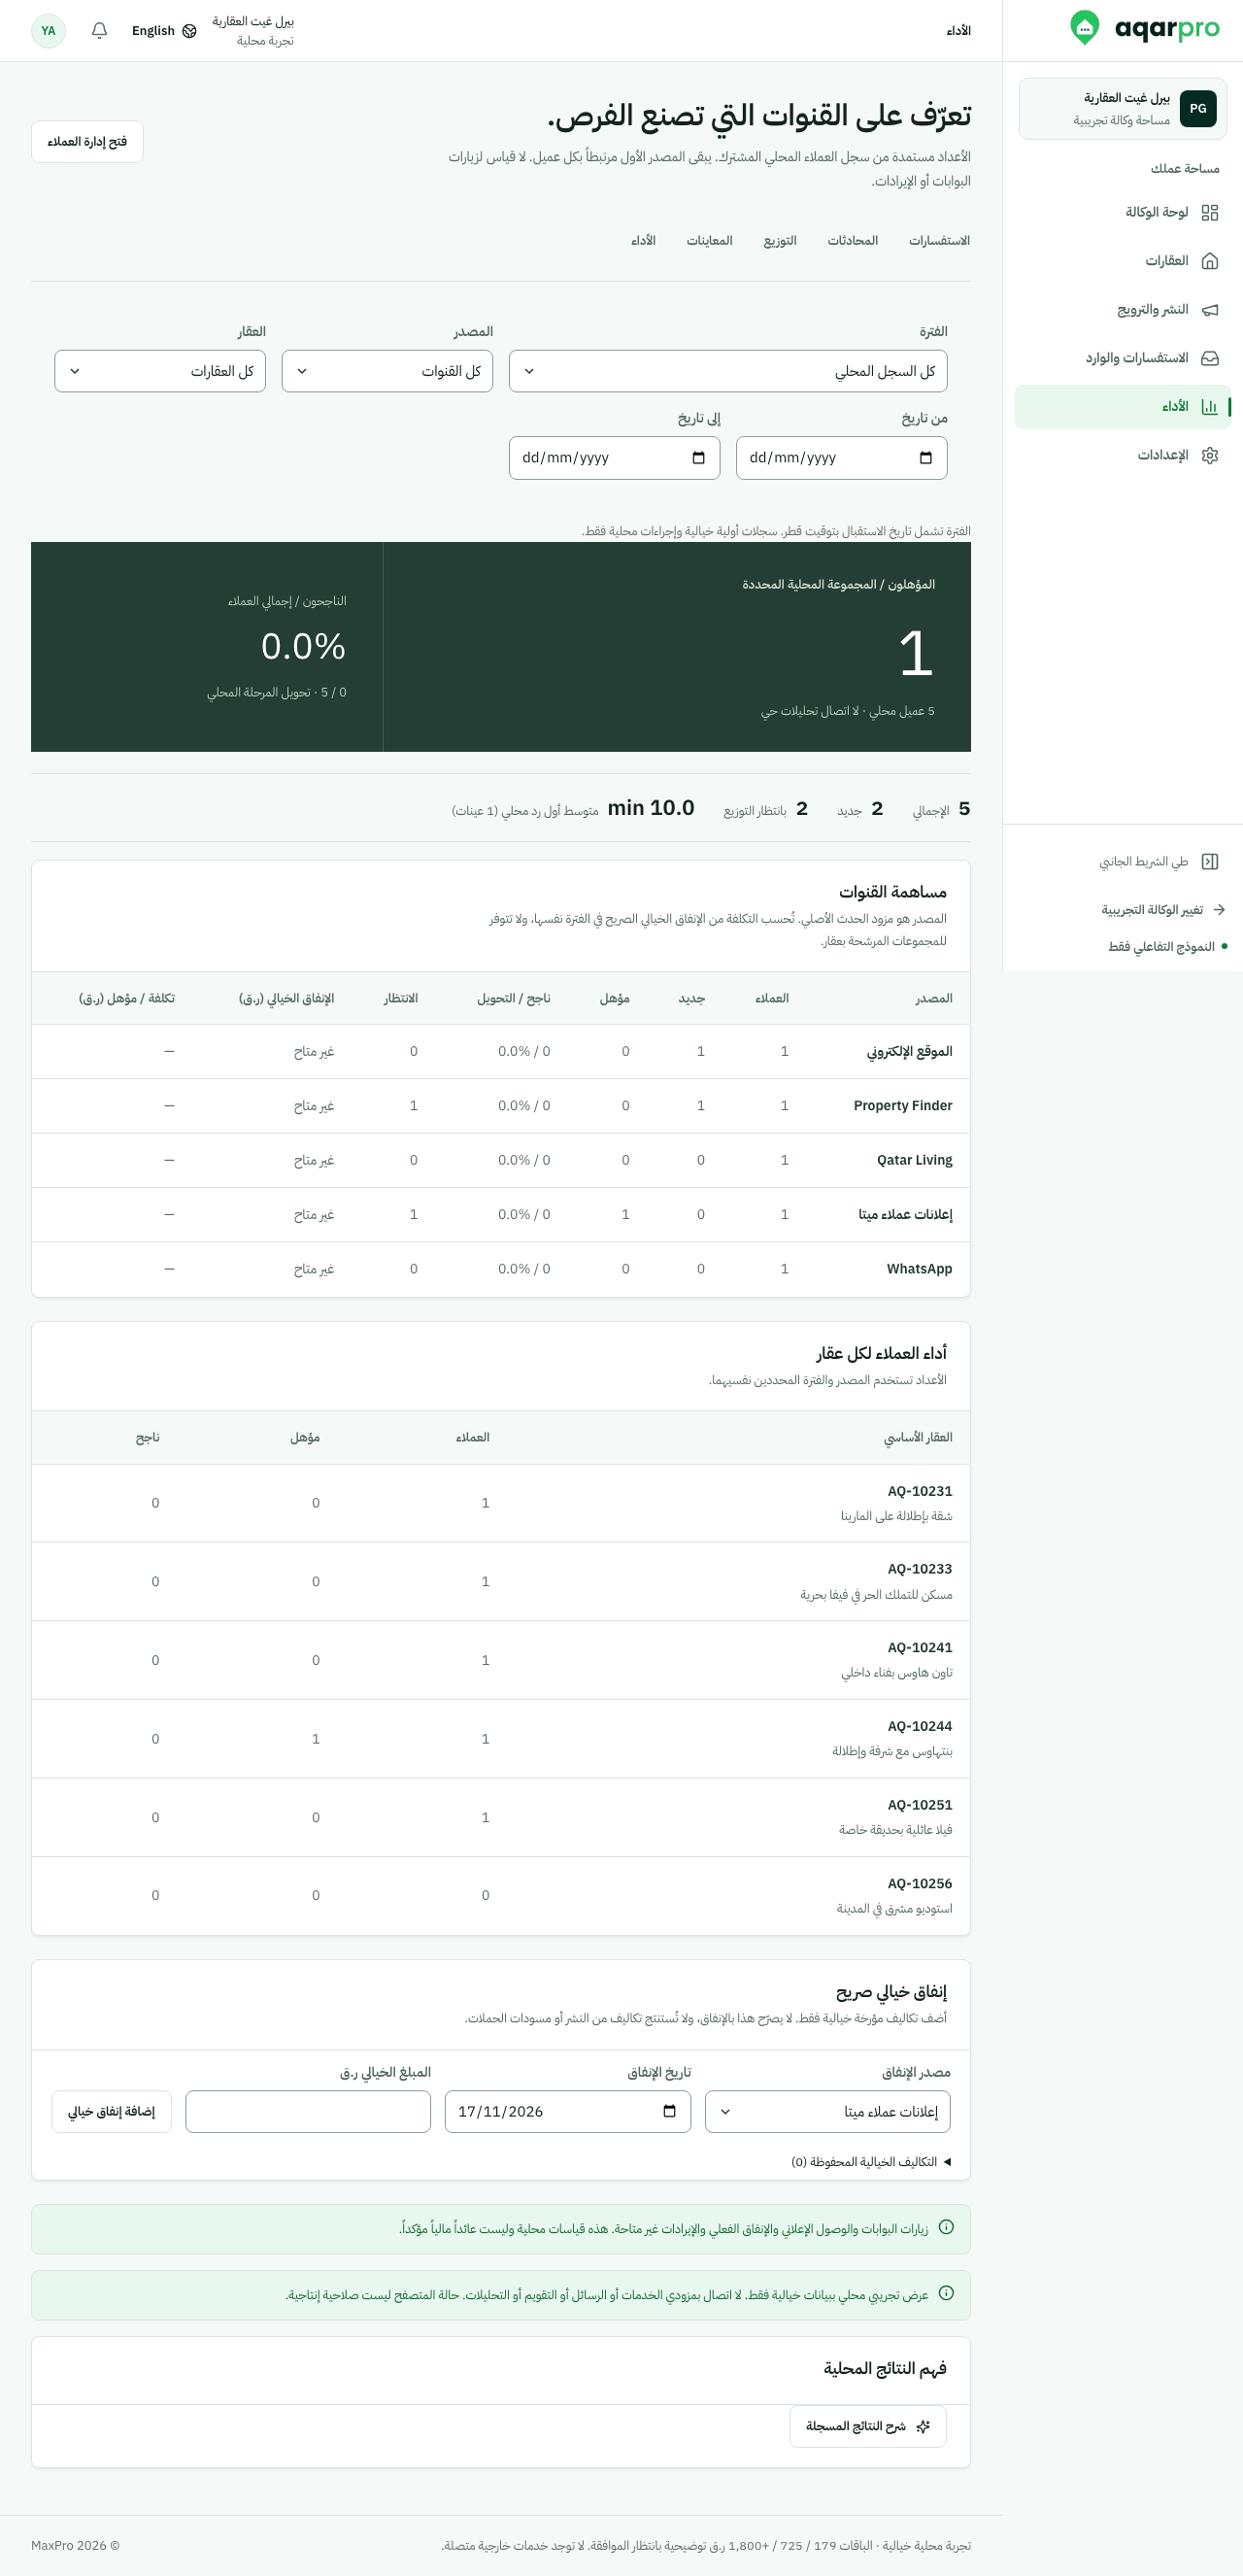 aqarpro
PG
بيرل غيت العقارية
مساحة وكالة تجريبية
مساحة عملك
لوحة الوكالة
العقارات
النشر والترويج
الاستفسارات والوارد
الأداء
الإعدادات
طي الشريط الجانبي
تغيير الوكالة التجريبية
النموذج التفاعلي فقط
الأداء
بيرل غيت العقارية
تجربة محلية
English
YA
تعرّف على القنوات التي تصنع الفرص.
الأعداد مستمدة من سجل العملاء المحلي المشترك. يبقى المصدر الأول مرتبطاً بكل عميل. لا قياس لزيارات
البوابات أو الإيرادات.
فتح إدارة العملاء
الاستفسارات المحادثات التوزيع المعاينات الأداء
الفترة المصدر العقار
كل السجل المحلي كل القنوات كل العقارات
من تاريخ إلى تاريخ
dd/mm/yyyy dd/mm/yyyy
الفترة تشمل تاريخ الاستقبال بتوقيت قطر. سجلات أولية خيالية وإجراءات محلية فقط.
المؤهلون / المجموعة المحلية المحددة
1
5 عميل محلي · لا اتصال تحليلات حي
الناجحون / إجمالي العملاء
0.0%
0 / 5 · تحويل المرحلة المحلي
5 الإجمالي 2 جديد 2 بانتظار التوزيع 10.0 min متوسط أول رد محلي (1 عينات)
مساهمة القنوات
المصدر هو مزود الحدث الأصلي. تُحسب التكلفة من الإنفاق الخيالي الصريح في الفترة نفسها، ولا تتوفر
للمجموعات المرشحة بعقار.
المصدر العملاء جديد مؤهل ناجح / التحويل الانتظار الإنفاق الخيالي (ر.ق) تكلفة / مؤهل (ر.ق)
الموقع الإلكتروني 1 1 0 0 / 0.0% 0 غير متاح —
Property Finder 1 1 0 0 / 0.0% 1 غير متاح —
Qatar Living 1 0 0 0 / 0.0% 0 غير متاح —
إعلانات عملاء ميتا 1 0 1 0 / 0.0% 1 غير متاح —
WhatsApp 1 0 0 0 / 0.0% 0 غير متاح —
أداء العملاء لكل عقار
الأعداد تستخدم المصدر والفترة المحددين نفسيهما.
العقار الأساسي العملاء مؤهل ناجح
AQ-10231 1 0 0
شقة بإطلالة على المارينا
AQ-10233 1 0 0
مسكن للتملك الحر في فيفا بحرية
AQ-10241 1 0 0
تاون هاوس بفناء داخلي
AQ-10244 1 1 0
بنتهاوس مع شرفة وإطلالة
AQ-10251 1 0 0
فيلا عائلية بحديقة خاصة
AQ-10256 0 0 0
استوديو مشرق في المدينة
إنفاق خيالي صريح
أضف تكاليف مؤرخة خيالية فقط. لا يصرّح هذا بالإنفاق، ولا تُستنتج تكاليف من النشر أو مسودات الحملات.
مصدر الإنفاق تاريخ الإنفاق المبلغ الخيالي ر.ق
إعلانات عملاء ميتا 17/11/2026 إضافة إنفاق خيالي
التكاليف الخيالية المحفوظة (0)
زيارات البوابات والوصول الإعلاني والإنفاق الفعلي والإيرادات غير متاحة. هذه قياسات محلية وليست عائداً مالياً مؤكداً.
عرض تجريبي محلي ببيانات خيالية فقط. لا اتصال بمزودي الخدمات أو الرسائل أو التقويم أو التحليلات. حالة المتصفح ليست صلاحية إنتاجية.
فهم النتائج المحلية
شرح النتائج المسجلة
تجربة محلية خيالية · الباقات 179 / 725 / 1,800+ ر.ق توضيحية بانتظار الموافقة. لا توجد خدمات خارجية متصلة.
© 2026 MaxPro